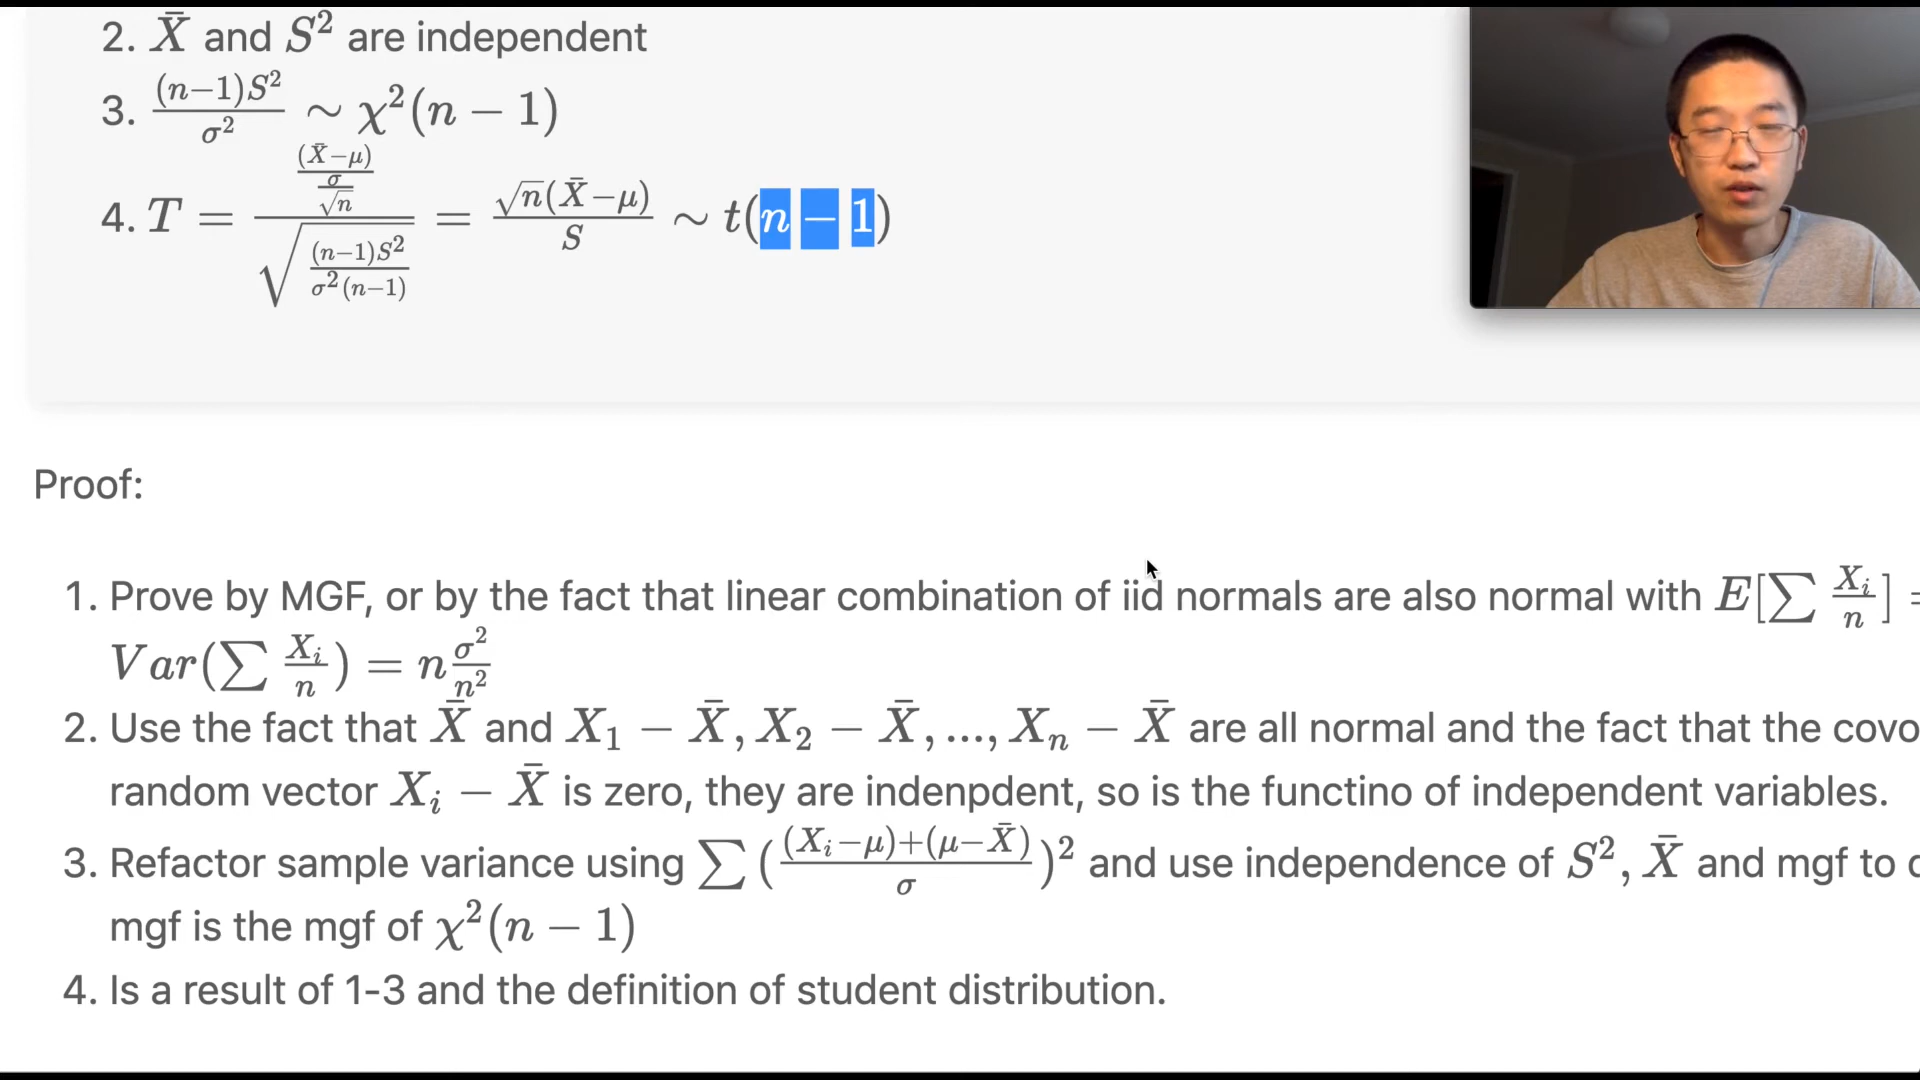 2. X̄ and S² are independent
3. (n−1)S²/σ² ∼ χ²(n − 1)
4. T = ((X̄−μ)/(σ/√n))/√((n−1)S²/(σ²(n−1))) = √n(X̄−μ)/S ∼ t(n − 1)
Proof:
1. Prove by MGF, or by the fact that linear combination of iid normals are also normal with E[∑ Xᵢ/n] =
Var(∑ Xᵢ/n) = n σ²/n²
2. Use the fact that X̄ and X₁ − X̄, X₂ − X̄, ..., Xₙ − X̄ are all normal and the fact that the covo
random vector Xᵢ − X̄ is zero, they are indenpdent, so is the functino of independent variables.
3. Refactor sample variance using ∑ (((Xᵢ−μ)+(μ−X̄))/σ)² and use independence of S², X̄ and mgf to
mgf is the mgf of χ²(n − 1)
4. Is a result of 1-3 and the definition of student distribution.